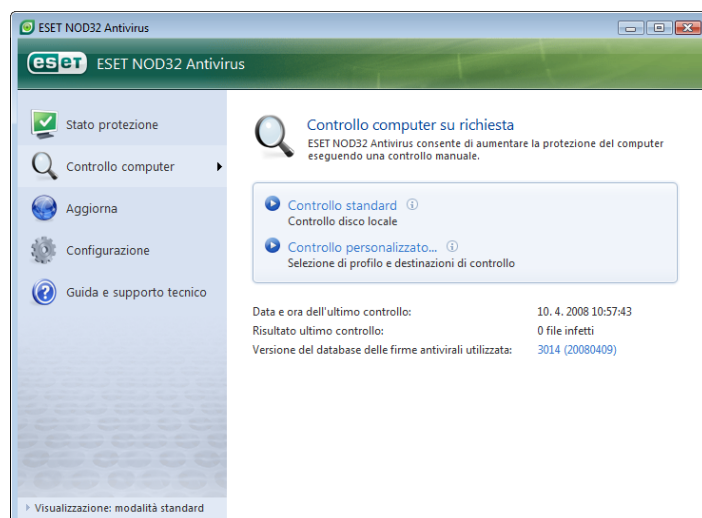 ESET NOD32 Antivirus
eset ESET NOD32 Antivirus
Stato protezione
Controllo computer
Aggiorna
Configurazione
Guida e supporto tecnico
Controllo computer su richiesta
ESET NOD32 Antivirus consente di aumentare la protezione del computer
eseguendo una controllo manuale.
Controllo standard
Controllo disco locale
Controllo personalizzato...
Selezione di profilo e destinazioni di controllo
Data e ora dell'ultimo controllo: 10. 4. 2008 10:57:43
Risultato ultimo controllo: 0 file infetti
Versione del database delle firme antivirali utilizzata: 3014 (20080409)
Visualizzazione: modalità standard